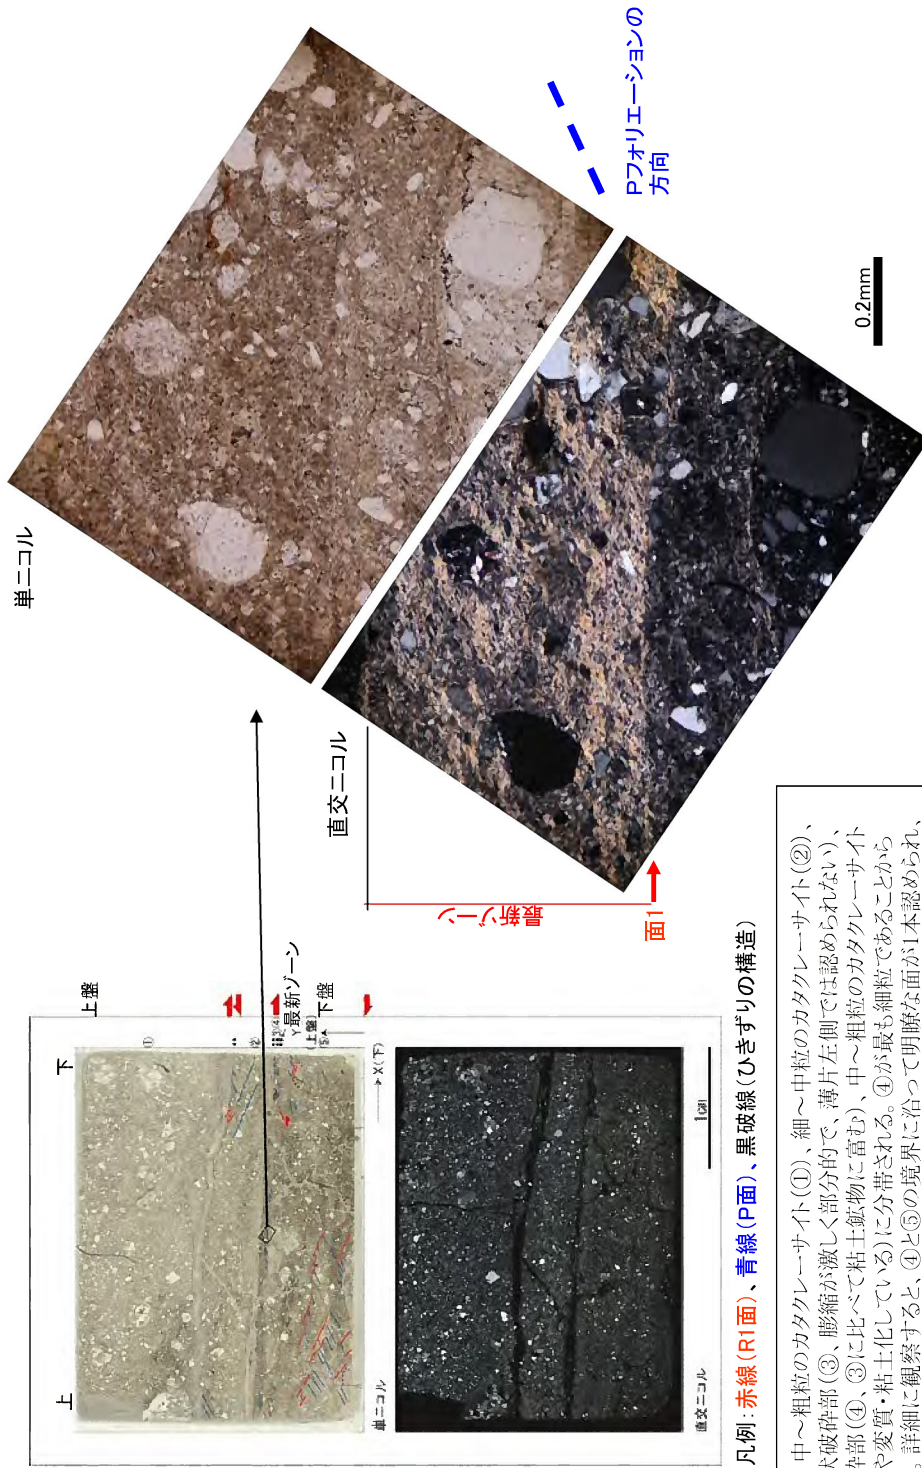 単ニコル
Pフォリエーションの
方向
0.2mm
直交ニコル
最新ゾーン
面1
上
下
上盤
①
②
Y最新ゾーン
(上盤)
下盤
X(下)
単ニコル
直交ニコル
1cm
凡例:赤線(R1面)、青線(P面)、黒破線(ひきずりの構造)
中～粗粒のカタクレーサイト(①)、細～中粒のカタクレーサイト(②)、
状破砕部(③、膨縮が激しく部分的で、薄片左側では認められない)、
砕部(④、③に比べて粘土鉱物に富む)、中～粗粒のカタクレーサイト
や変質・粘土化している)に分帯される。④が最も細粒であることから
。詳細に観察すると、④と⑤の境界に沿って明瞭な面が1本認められ、